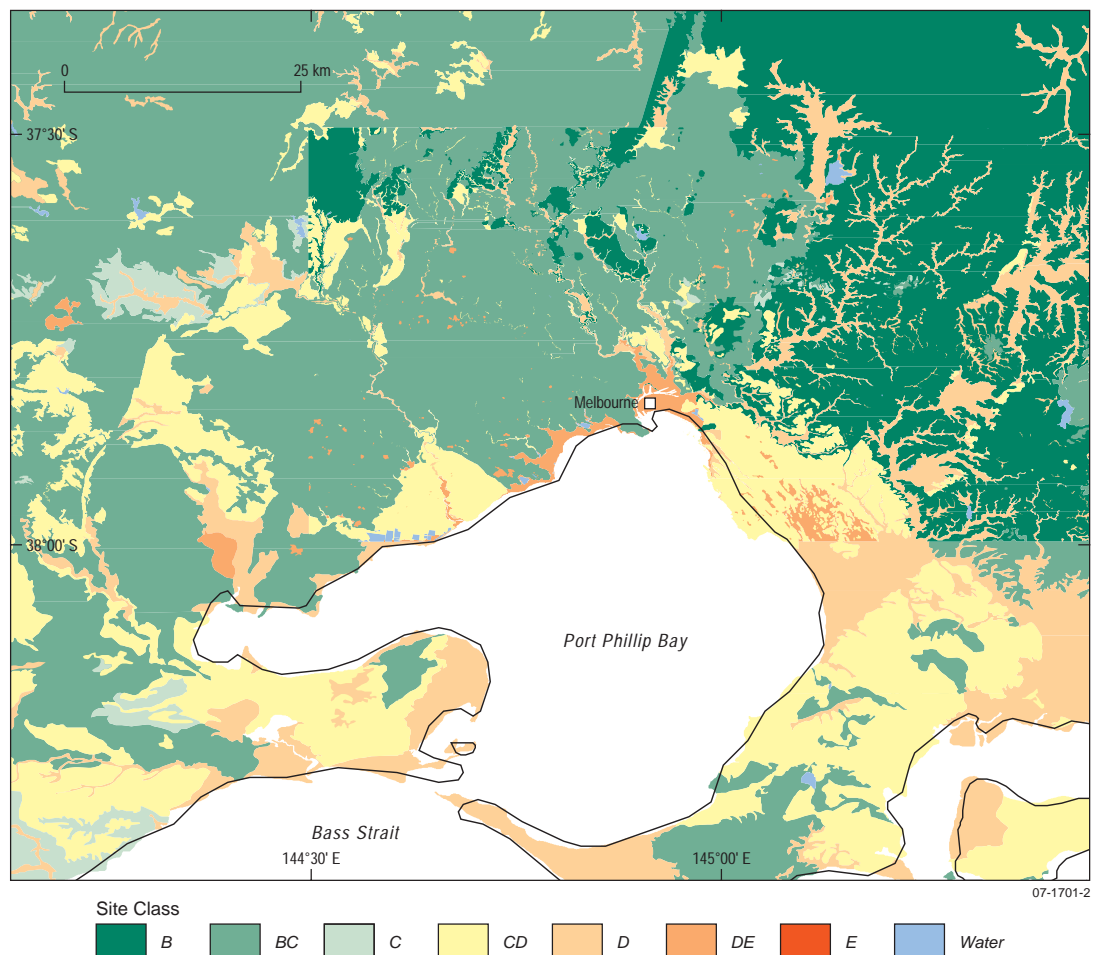 0 25 km
37°30' S
Melbourne
38°00' S
Port Phillip Bay
Bass Strait
144°30' E 145°00' E
07-1701-2
Site Class
B BC C CD D DE E Water